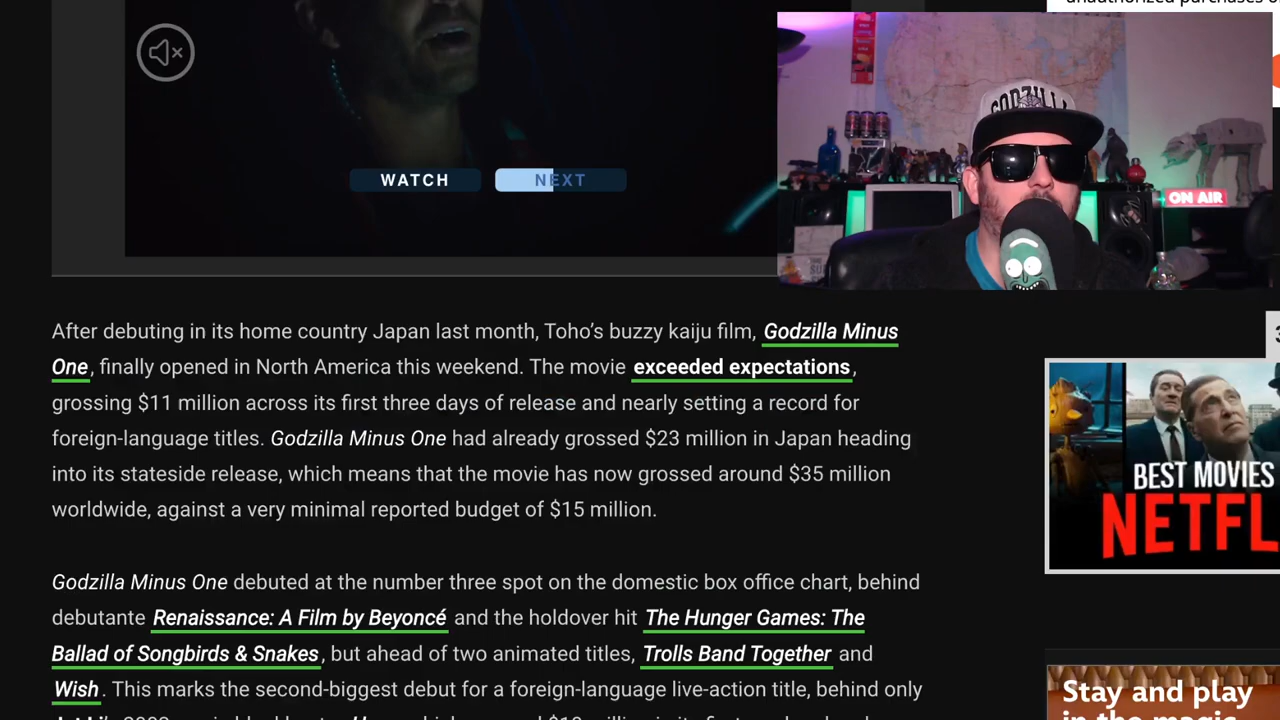 unauthorized purchases o
GODZILLA
ON AIR
WATCH
NEXT
After debuting in its home country Japan last month, Toho's buzzy kaiju film, Godzilla Minus
One, finally opened in North America this weekend. The movie exceeded expectations,
grossing $11 million across its first three days of release and nearly setting a record for
foreign-language titles. Godzilla Minus One had already grossed $23 million in Japan heading
into its stateside release, which means that the movie has now grossed around $35 million
worldwide, against a very minimal reported budget of $15 million.
BEST MOVIES
NETFL
Godzilla Minus One debuted at the number three spot on the domestic box office chart, behind
debutante Renaissance: A Film by Beyoncé and the holdover hit The Hunger Games: The
Ballad of Songbirds & Snakes, but ahead of two animated titles, Trolls Band Together and
Wish. This marks the second-biggest debut for a foreign-language live-action title, behind only
Stay and play